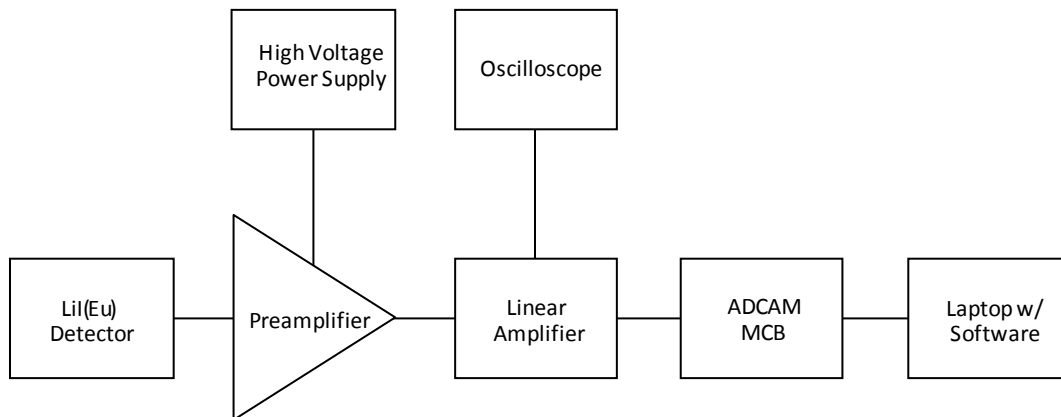 High Voltage
Power Supply
Oscilloscope
LiI(Eu)
Detector
Preamplifier
Linear
Amplifier
ADCAM
MCB
Laptop w/
Software